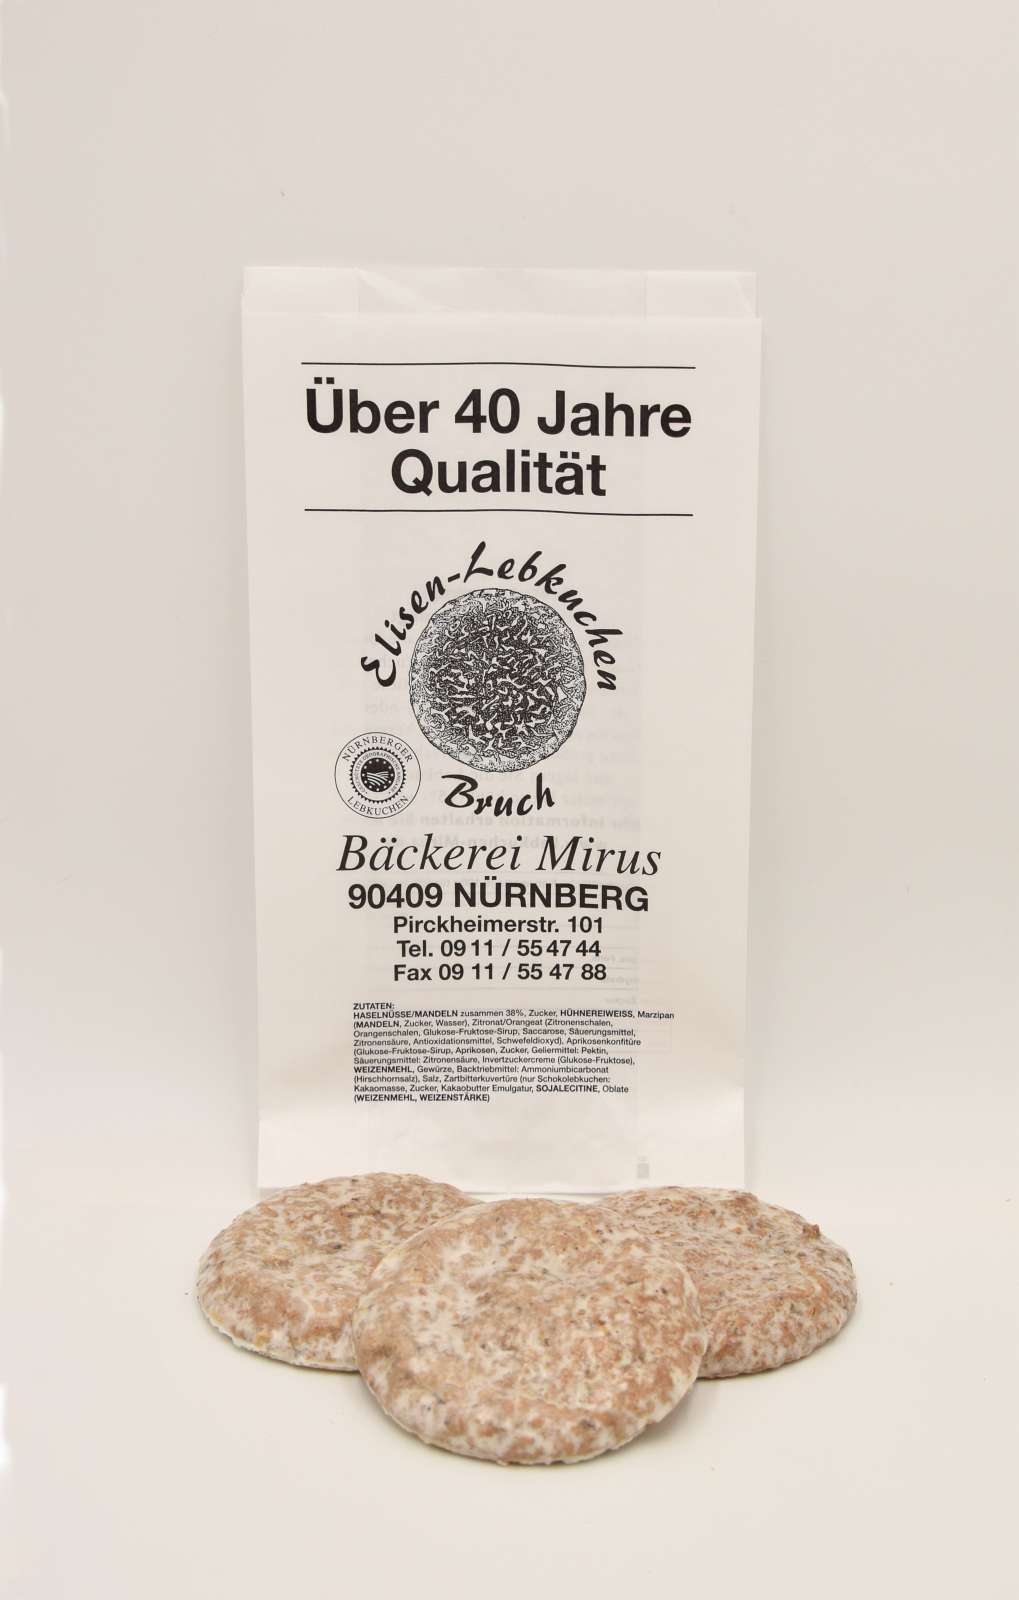 Über 40 Jahre
Qualität
Elisen-Lebkuchen
NÜRNBERGER
LEBKUCHEN
Bruch
Bäckerei Mirus
90409 NÜRNBERG
Pirckheimerstr. 101
Tel. 09 11 / 55 47 44
Fax 09 11 / 55 47 88
ZUTATEN:
HASELNÜSSE/MANDELN zusammen 38%, Zucker, HÜHNEREIWEISS, Marzipan
(MANDELN, Zucker, Wasser), Zitronat/Orangeat (Zitronenschalen,
Orangenschalen, Glukose-Fruktose-Sirup, Saccarose, Säuerungsmittel,
Zitronensäure, Antioxidationsmittel, Schwefeldioxyd), Aprikosenkonfitüre
(Glukose-Fruktose-Sirup, Aprikosen, Zucker, Geliermittel: Pektin,
Säuerungsmittel: Zitronensäure, Invertzuckercreme (Glukose-Fruktose),
WEIZENMEHL, Gewürze, Backtriebmittel: Ammoniumbicarbonat
(Hirschhornsalz), Salz, Zartbitterkuvertüre (nur Schokolebkuchen:
Kakaomasse, Zucker, Kakaobutter Emulgatur, SOJALECITINE, Oblate
(WEIZENMEHL, WEIZENSTÄRKE)